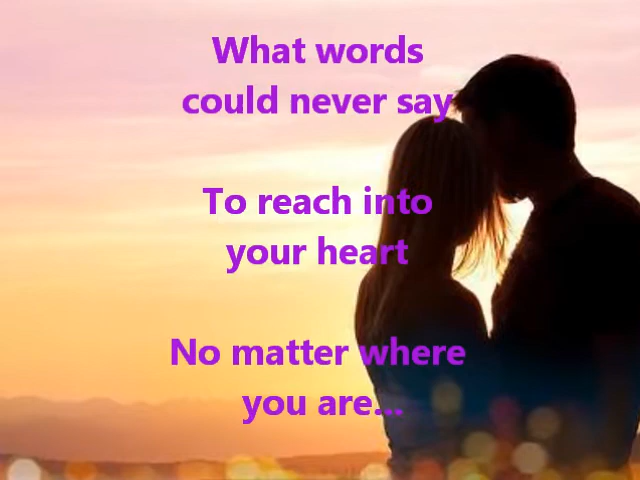 What words
could never say
To reach into
your heart
No matter where
you are...